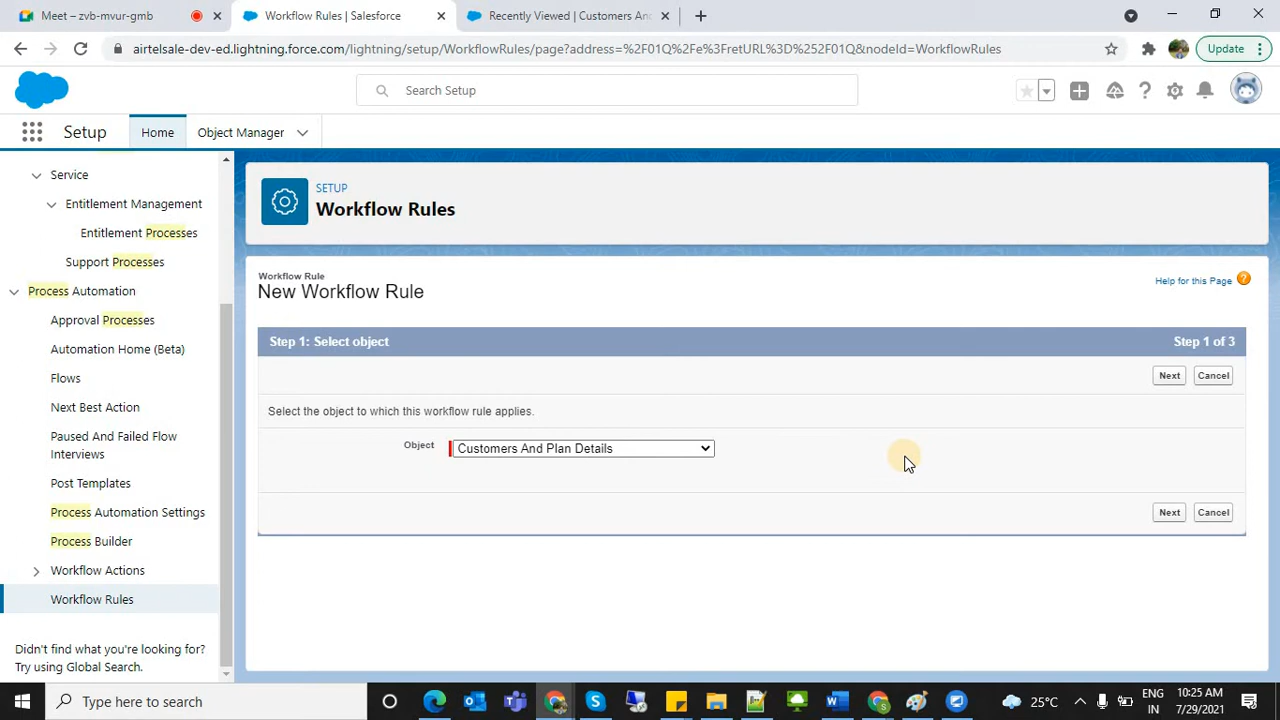 Meet – zvb-mvur-gmb
Workflow Rules | Salesforce
Recently Viewed | Customers And
airtelsale-dev-ed.lightning.force.com/lightning/setup/WorkflowRules/page?address=%2F01Q%2Fe%3FretURL%3D%252F01Q&nodeId=WorkflowRules
Update
Search Setup
Setup
Home
Object Manager
Service
Entitlement Management
Entitlement Processes
Support Processes
Process Automation
Approval Processes
Automation Home (Beta)
Flows
Next Best Action
Paused And Failed Flow
Interviews
Post Templates
Process Automation Settings
Process Builder
Workflow Actions
Workflow Rules
Didn't find what you're looking for?
Try using Global Search.
SETUP
Workflow Rules
Workflow Rule
New Workflow Rule
Help for this Page
Step 1: Select object
Step 1 of 3
Next
Cancel
Select the object to which this workflow rule applies.
Object
Customers And Plan Details
Next
Cancel
Type here to search
25°C
ENG
IN
10:25 AM
7/29/2021